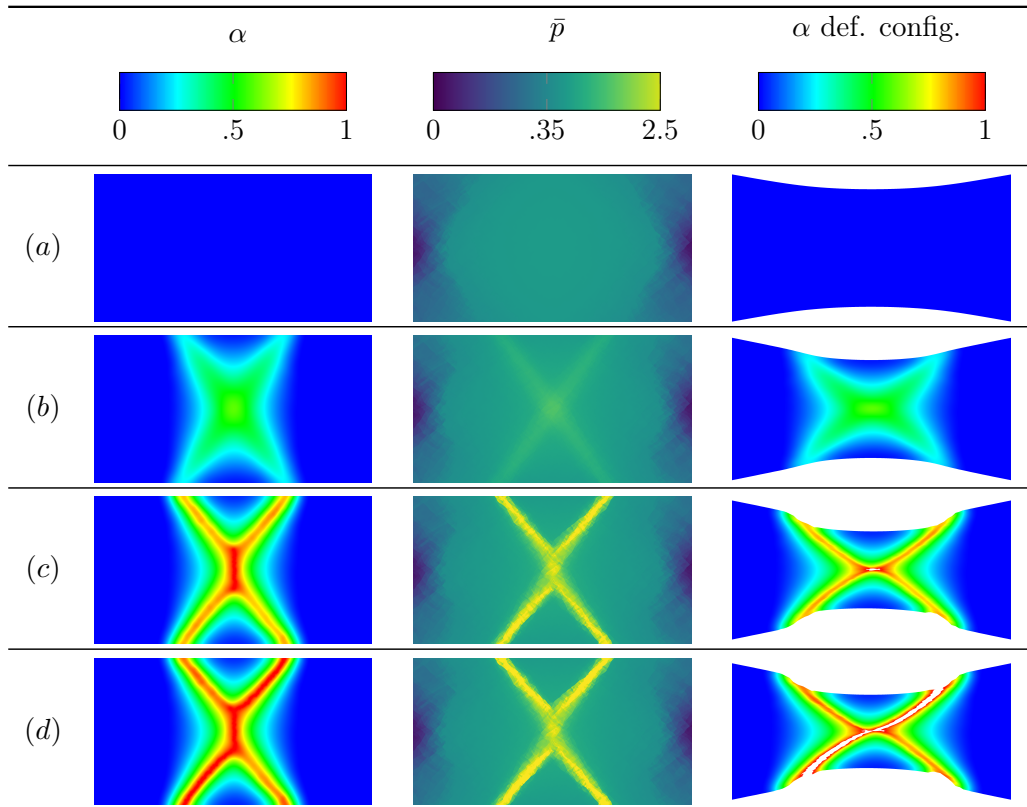 α p̄ α def. config.
0 .5 1 0 .35 2.5 0 .5 1
(a)
(b)
(c)
(d)